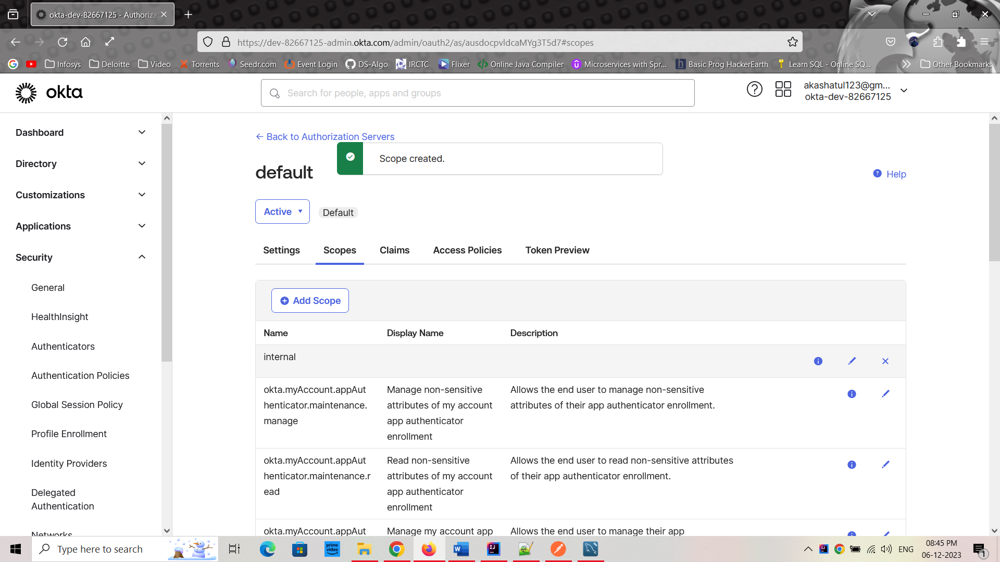 okta-dev-82667125 - Authoriza
https://dev-82667125-admin.okta.com/admin/oauth2/as/ausdocpvldcaMYg3T5d7#scopes
Infosys Deloitte Video Torrents Seedr.com Event Login DS-Algo IRCTC Flixer Online Java Compiler Microservices with Spr... Basic Prog HackerEarth Learn SQL - Online SQ... Other Bookmarks
okta
Search for people, apps and groups
akashatul123@gm...
okta-dev-82667125
Dashboard
Directory
Customizations
Applications
Security
General
HealthInsight
Authenticators
Authentication Policies
Global Session Policy
Profile Enrollment
Identity Providers
Delegated
Authentication
Networks
← Back to Authorization Servers
Scope created.
default
Help
Active Default
Settings Scopes Claims Access Policies Token Preview
Add Scope
Name Display Name Description
internal
okta.myAccount.appAut Manage non-sensitive Allows the end user to manage non-sensitive
henticator.maintenance. attributes of my account attributes of their app authenticator enrollment.
manage app authenticator
enrollment
okta.myAccount.appAut Read non-sensitive Allows the end user to read non-sensitive attributes
henticator.maintenance.r attributes of my account of their app authenticator enrollment.
ead app authenticator
enrollment
okta.myAccount.appAut Manage my account app Allows the end user to manage their app
Type here to search
prime
video
ENG
08:45 PM
06-12-2023
1